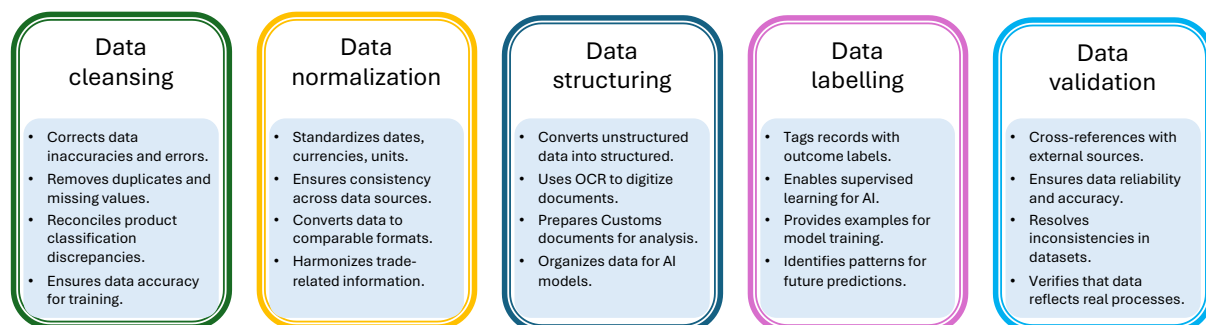 Data
cleansing
• Corrects data
inaccuracies and errors.
• Removes duplicates and
missing values.
• Reconciles product
classification
discrepancies.
• Ensures data accuracy
for training.
Data
normalization
• Standardizes dates,
currencies, units.
• Ensures consistency
across data sources.
• Converts data to
comparable formats.
• Harmonizes trade-
related information.
Data
structuring
• Converts unstructured
data into structured.
• Uses OCR to digitize
documents.
• Prepares Customs
documents for analysis.
• Organizes data for AI
models.
Data
labelling
• Tags records with
outcome labels.
• Enables supervised
learning for AI.
• Provides examples for
model training.
• Identifies patterns for
future predictions.
Data
validation
• Cross-references with
external sources.
• Ensures data reliability
and accuracy.
• Resolves
inconsistencies in
datasets.
• Verifies that data
reflects real processes.